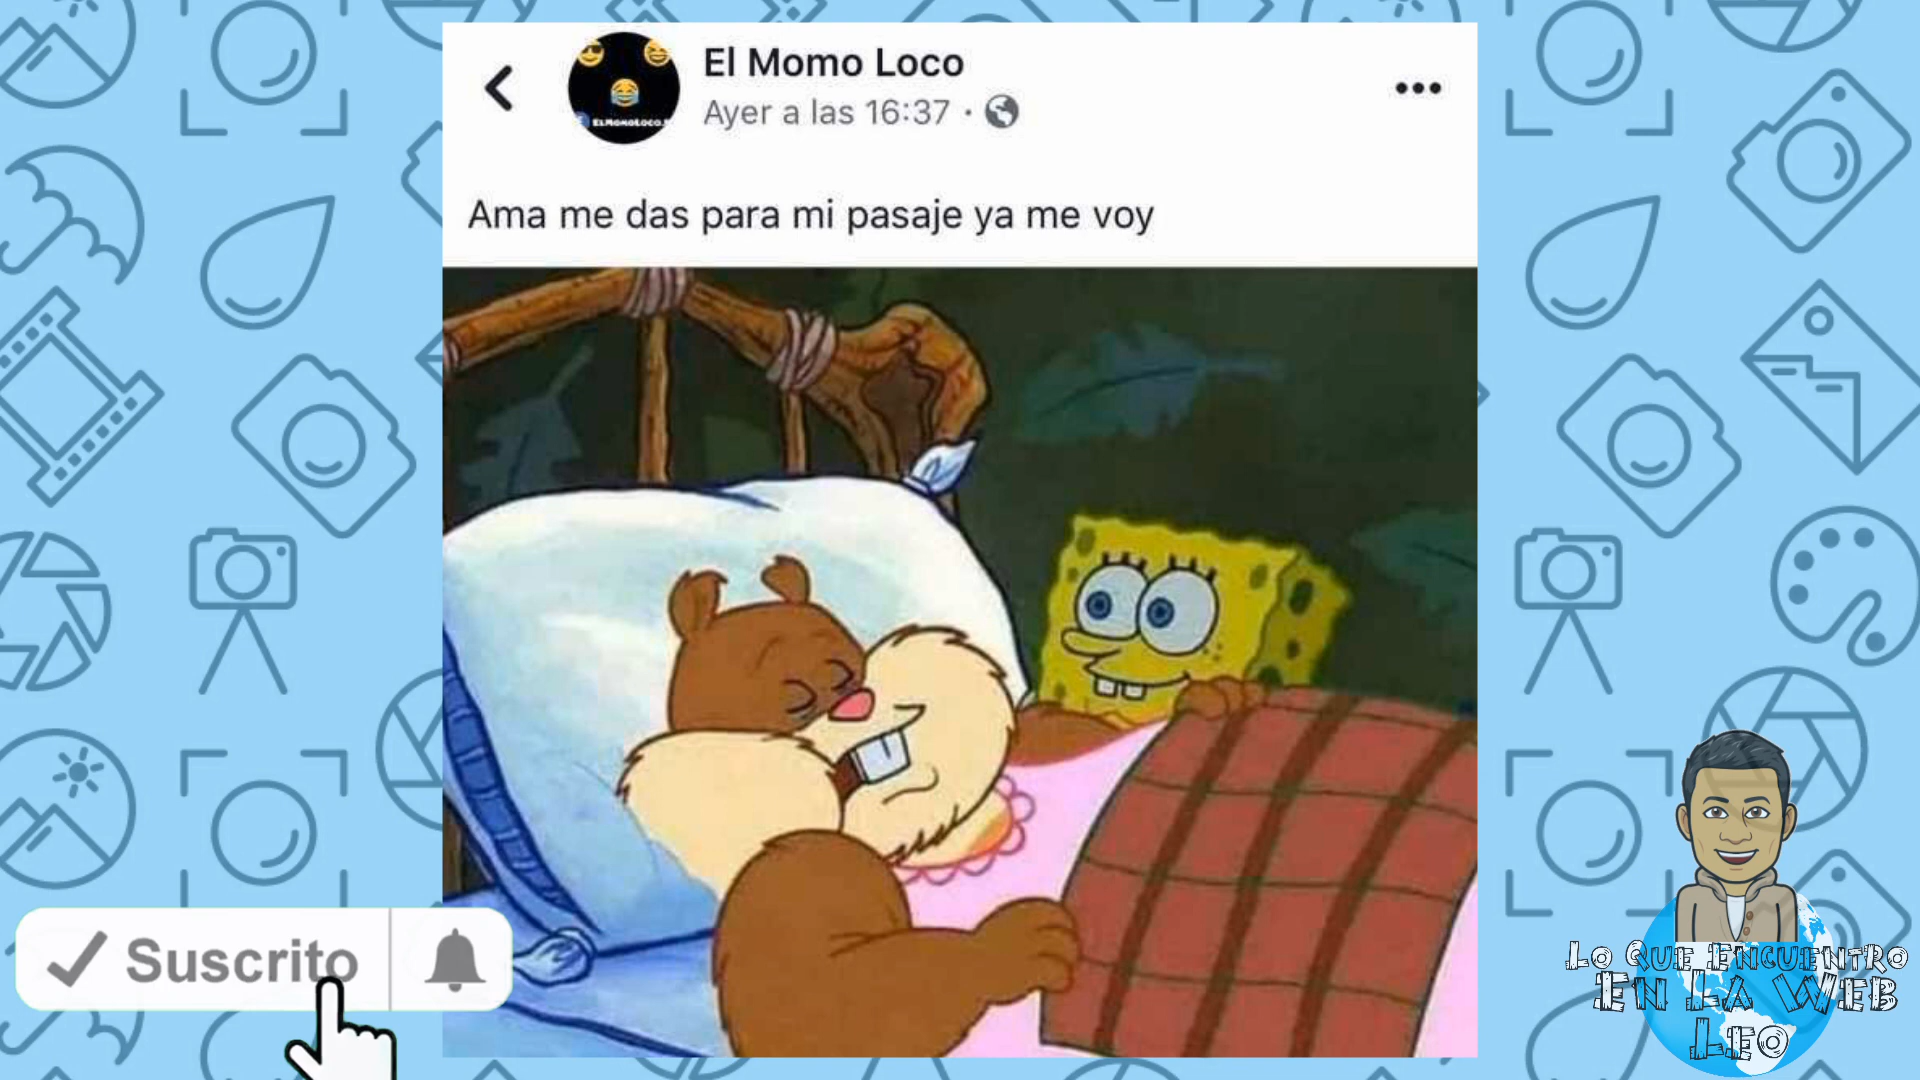 El Momo Loco
Ayer a las 16:37 ·
ELMOMOLOCO
Ama me das para mi pasaje ya me voy
Suscrito
Lo Que Encuentro
En La Web
Leo